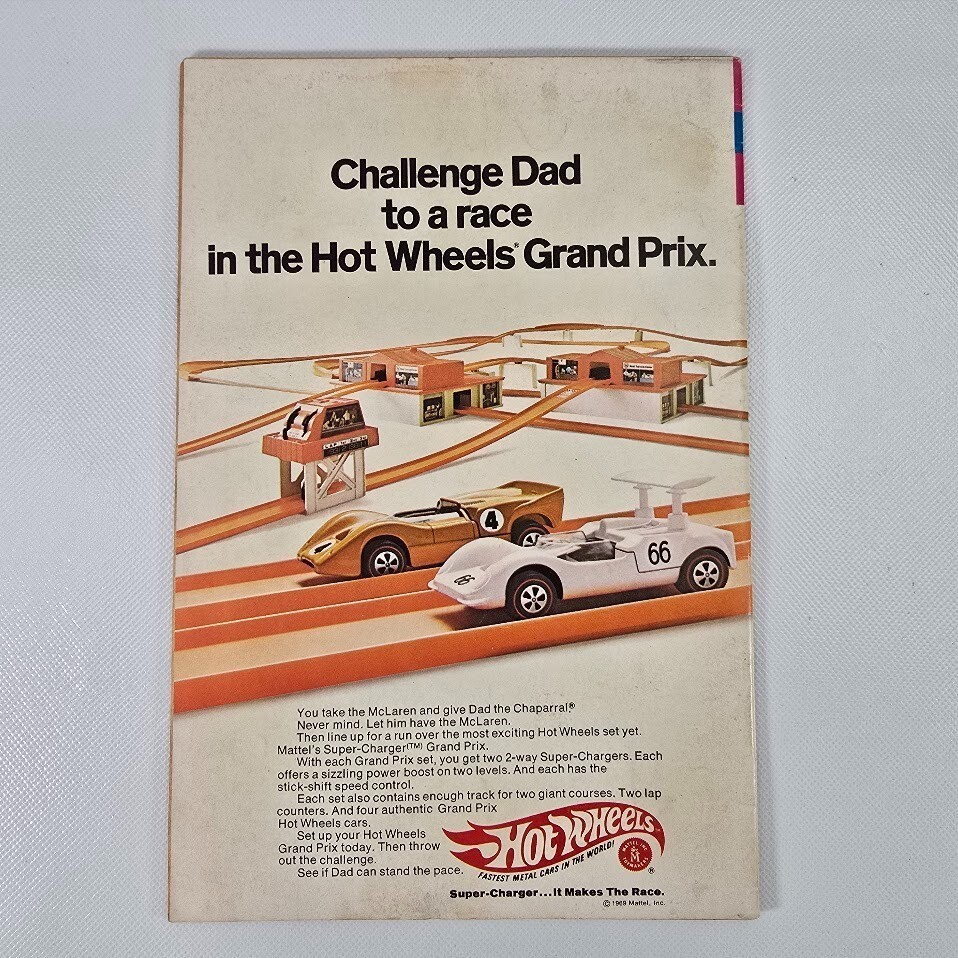 Challenge Dad
to a race
in the Hot Wheels® Grand Prix.
4
66
66
You take the McLaren and give Dad the Chaparral®
Never mind. Let him have the McLaren.
Then line up for a run over the most exciting Hot Wheels set yet.
Mattel's Super-Charger(TM) Grand Prix.
With each Grand Prix set, you get two 2-way Super-Chargers. Each
offers a sizzling power boost on two levels. And each has the
stick-shift speed control.
Each set also contains enough track for two giant courses. Two lap
counters. And four authentic Grand Prix
Hot Wheels cars.
Set up your Hot Wheels
Grand Prix today. Then throw
out the challenge.
See if Dad can stand the pace.
HOT WHEELS
FASTEST METAL CARS IN THE WORLD!
MATTEL, INC.
M
TOYMAKERS
®
Super-Charger...It Makes The Race.
© 1969 Mattel, Inc.